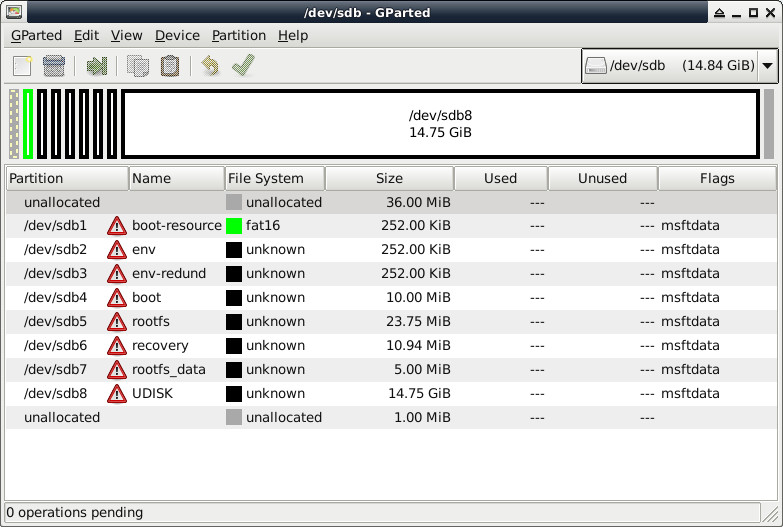 /dev/sdb - GParted
GParted Edit View Device Partition Help
/dev/sdb (14.84 GiB)
/dev/sdb8
14.75 GiB
Partition Name File System Size Used Unused Flags
unallocated unallocated 36.00 MiB --- ---
/dev/sdb1 boot-resource fat16 252.00 KiB --- --- msftdata
/dev/sdb2 env unknown 252.00 KiB --- --- msftdata
/dev/sdb3 env-redund unknown 252.00 KiB --- --- msftdata
/dev/sdb4 boot unknown 10.00 MiB --- --- msftdata
/dev/sdb5 rootfs unknown 23.75 MiB --- --- msftdata
/dev/sdb6 recovery unknown 10.94 MiB --- --- msftdata
/dev/sdb7 rootfs_data unknown 5.00 MiB --- --- msftdata
/dev/sdb8 UDISK unknown 14.75 GiB --- --- msftdata
unallocated unallocated 1.00 MiB --- ---
0 operations pending